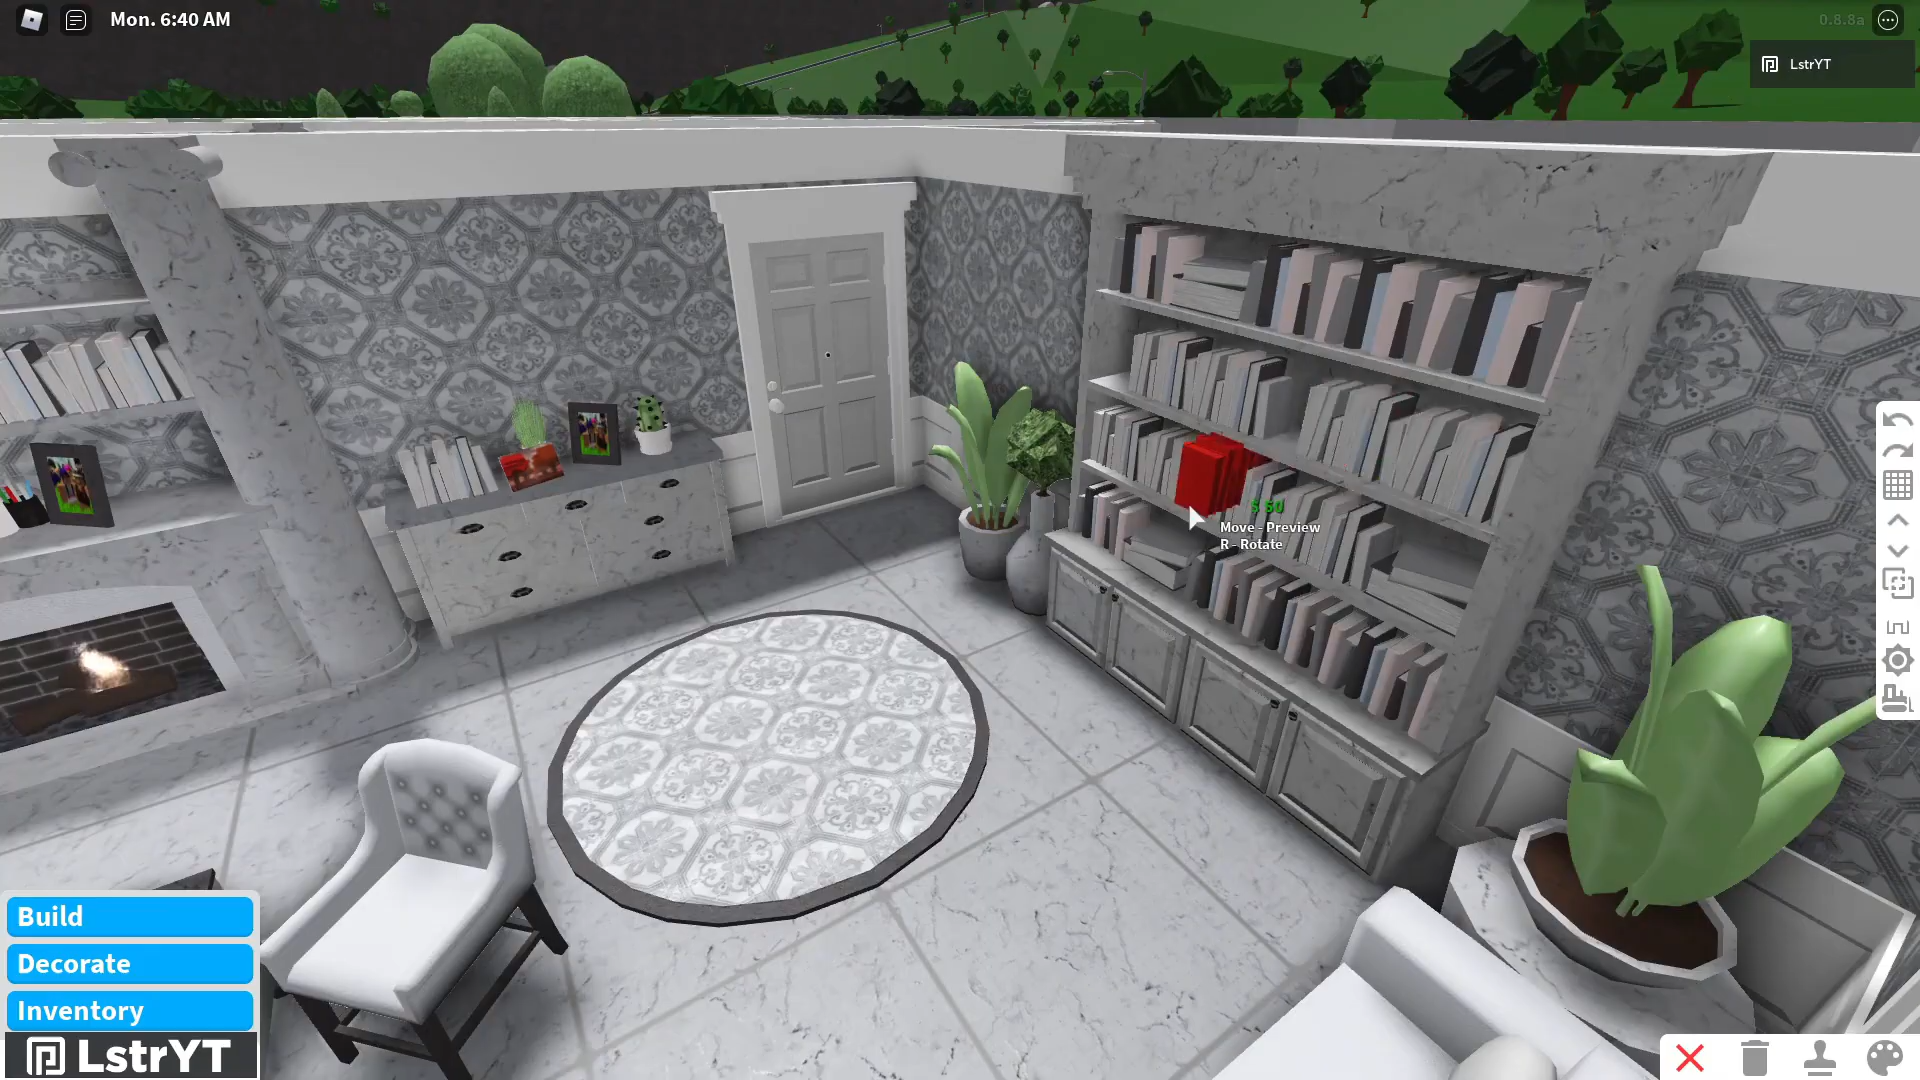 Mon. 6:40 AM
0.8.8a
LstrYT
$ 50
Move - Preview
R - Rotate
Build
Decorate
Inventory
LstrYT